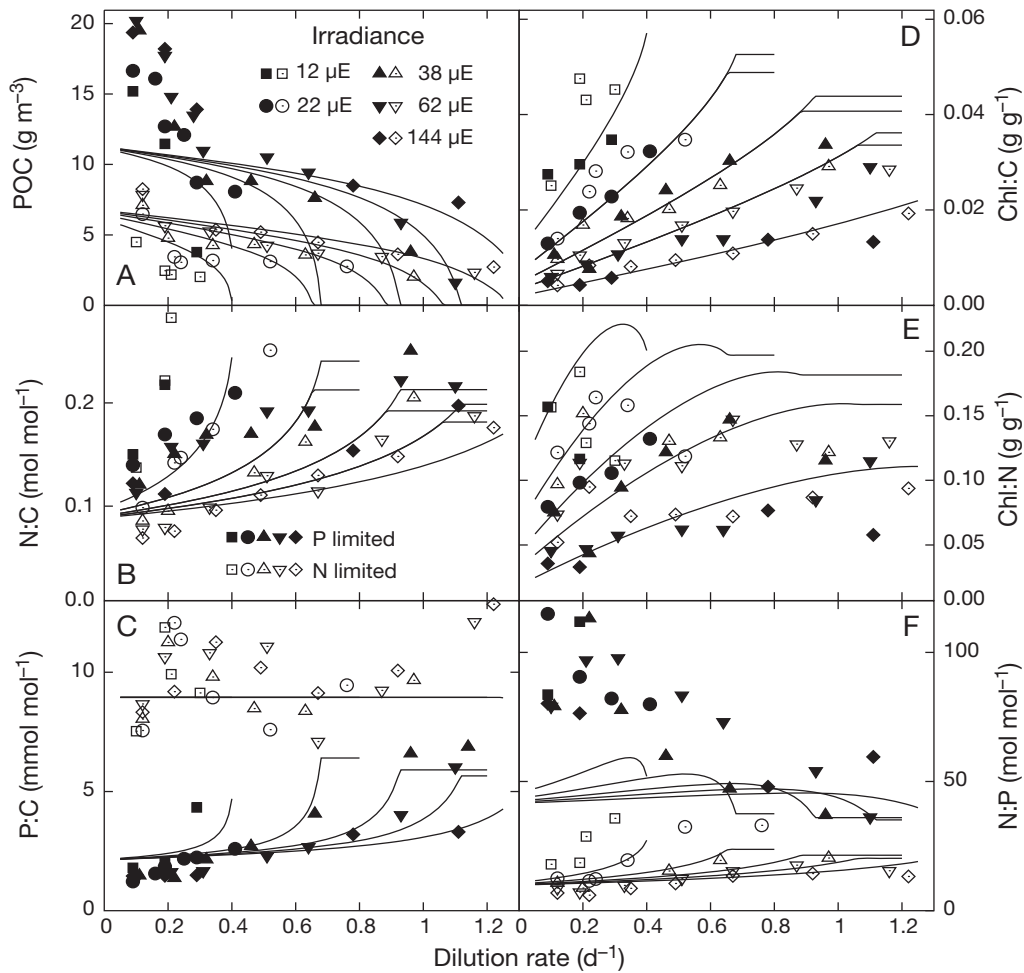 Irradiance
12 µE
22 µE
38 µE
62 µE
144 µE
20
15
10
5
0
POC (g m–3)
A
0.06
0.04
0.02
0.00
Chl:C (g g–1)
D
0.2
0.1
0.0
N:C (mol mol–1)
B
P limited
N limited
0.20
0.15
0.10
0.05
0.00
Chl:N (g g–1)
E
10
5
0
P:C (mmol mol–1)
C
100
50
0
N:P (mol mol–1)
F
0 0.2 0.4 0.6 0.8 1 1.2
0 0.2 0.4 0.6 0.8 1 1.2
Dilution rate (d–1)